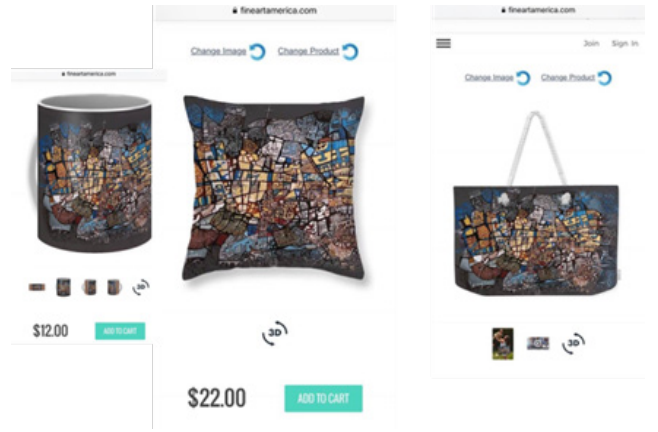 fineartamerica.com
$12.00
ADD TO CART
fineartamerica.com
Change Image
Change Product
3D
$22.00
ADD TO CART
fineartamerica.com
Join
Sign In
Change Image
Change Product
3D